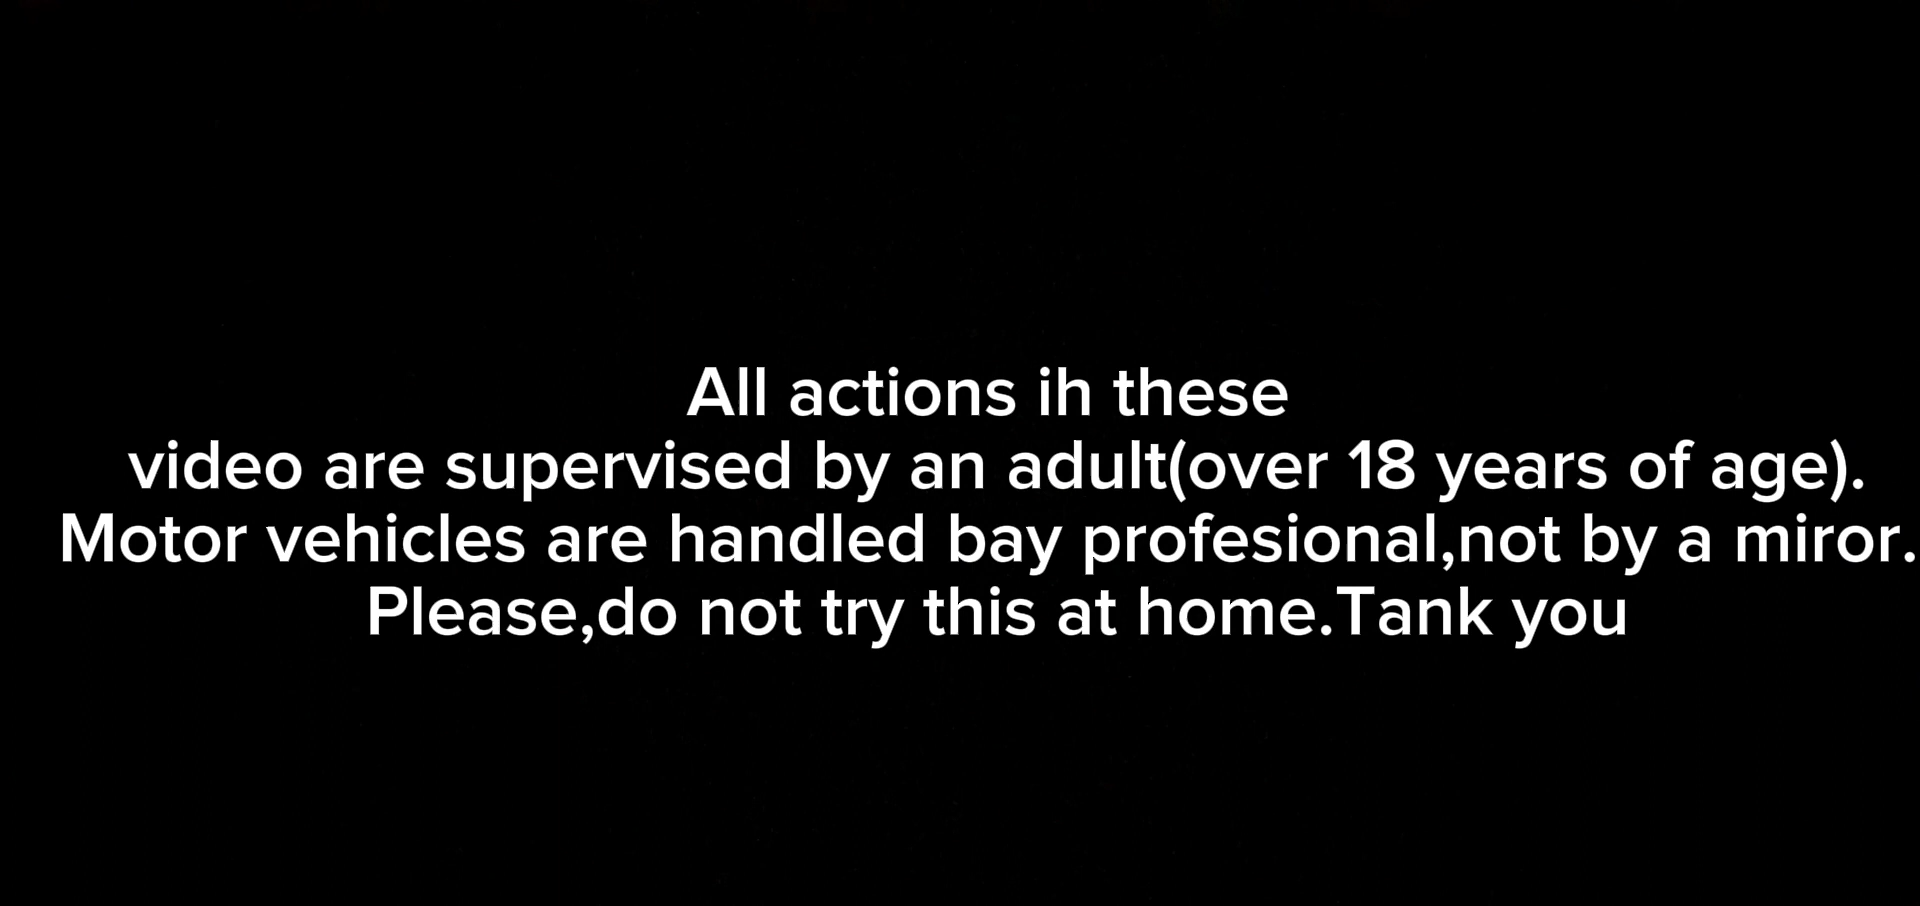 All actions ih these
video are supervised by an adult(over 18 years of age).
Motor vehicles are handled bay profesional,not by a miror.
Please,do not try this at home.Tank you